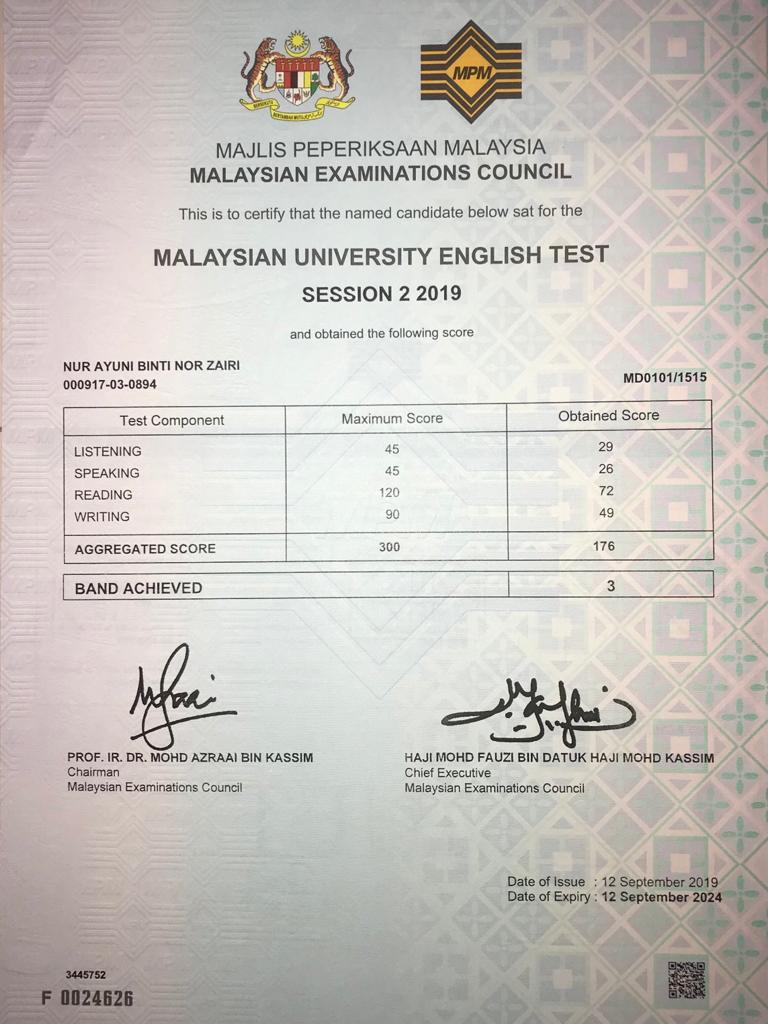 MPM
MAJLIS PEPERIKSAAN MALAYSIA
MALAYSIAN EXAMINATIONS COUNCIL
This is to certify that the named candidate below sat for the
MALAYSIAN UNIVERSITY ENGLISH TEST
SESSION 2 2019
and obtained the following score
NUR AYUNI BINTI NOR ZAIRI
000917-03-0894
MD0101/1515
Test Component Maximum Score Obtained Score
LISTENING 45 29
SPEAKING 45 26
READING 120 72
WRITING 90 49
AGGREGATED SCORE 300 176
BAND ACHIEVED 3
PROF. IR. DR. MOHD AZRAAI BIN KASSIM
Chairman
Malaysian Examinations Council
HAJI MOHD FAUZI BIN DATUK HAJI MOHD KASSIM
Chief Executive
Malaysian Examinations Council
Date of Issue : 12 September 2019
Date of Expiry : 12 September 2024
3445752
F 0024626